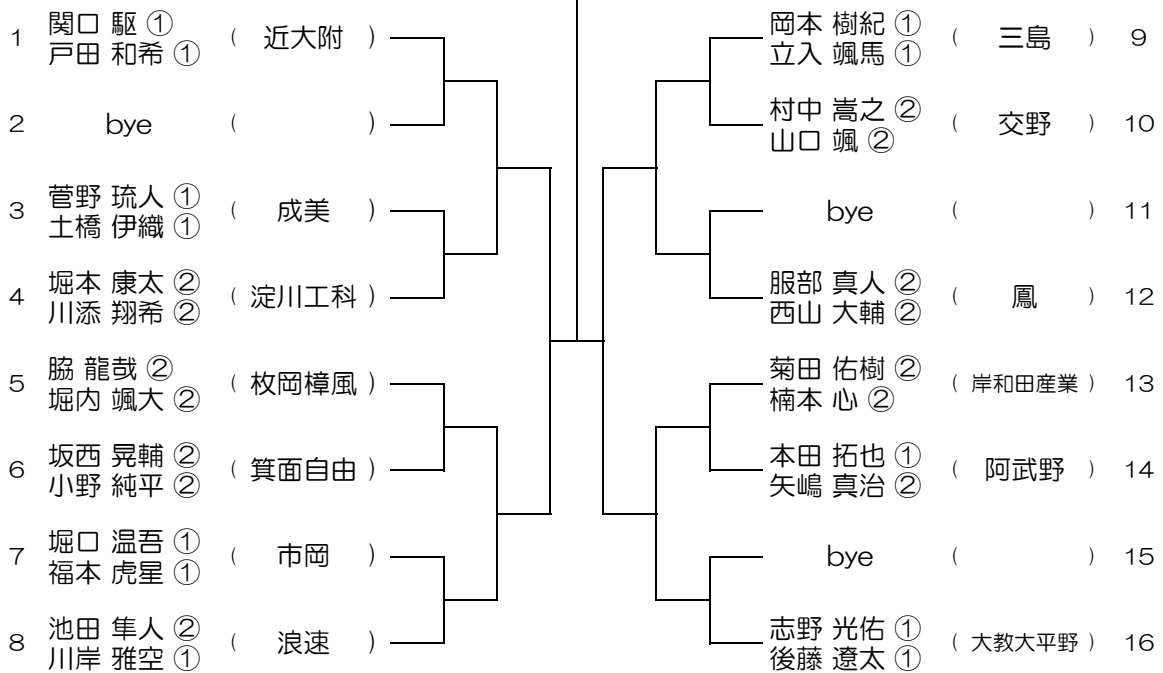 1 関口 駆 ① ( 近大附 )
戸田 和希 ①
2 bye ( )
3 菅野 琉人 ① ( 成美 )
土橋 伊織 ①
4 堀本 康太 ② ( 淀川工科 )
川添 翔希 ②
5 脇 龍哉 ② ( 枚岡樟風 )
堀内 颯大 ②
6 坂西 晃輔 ② ( 箕面自由 )
小野 純平 ②
7 堀口 温吾 ① ( 市岡 )
福本 虎星 ①
8 池田 隼人 ② ( 浪速 )
川岸 雅空 ①
岡本 樹紀 ① ( 三島 ) 9
立入 颯馬 ①
村中 嵩之 ② ( 交野 ) 10
山口 颯 ②
bye ( ) 11
服部 真人 ② ( 鳳 ) 12
西山 大輔 ②
菊田 佑樹 ② ( 岸和田産業 ) 13
楠本 心 ②
本田 拓也 ① ( 阿武野 ) 14
矢嶋 真治 ②
bye ( ) 15
志野 光佑 ① ( 大教大平野 ) 16
後藤 遼太 ①